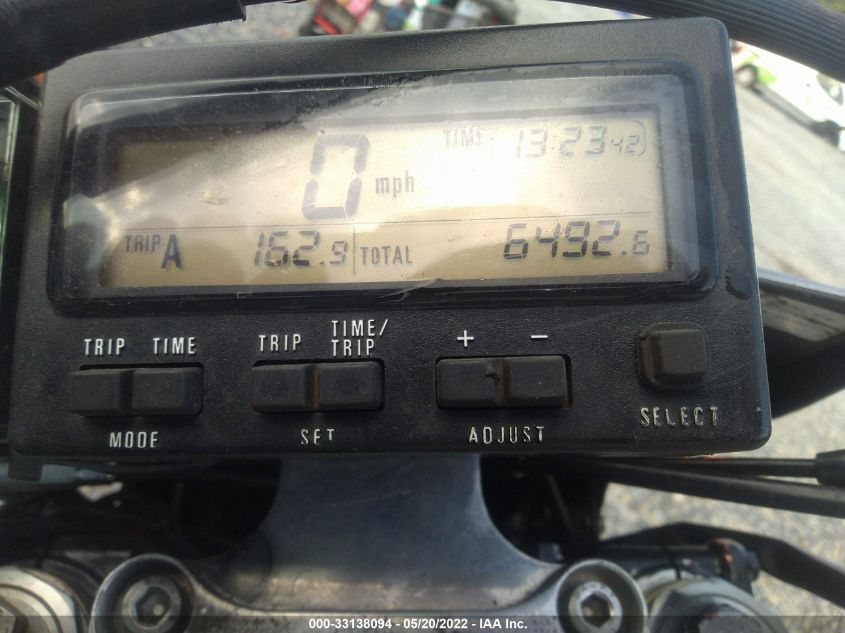 0 mph TIME 13:23 42
TRIP A 162.9 TOTAL 6492.6
TRIP TIME TRIP TIME/TRIP + −
MODE SET ADJUST SELECT
000-33138094 - 05/20/2022 - IAA Inc.